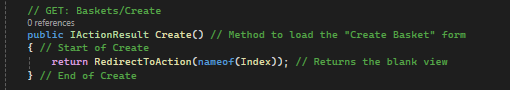 // GET: Baskets/Create
0 references
public IActionResult Create() // Method to load the "Create Basket" form
{ // Start of Create
return RedirectToAction(nameof(Index)); // Returns the blank view
} // End of Create